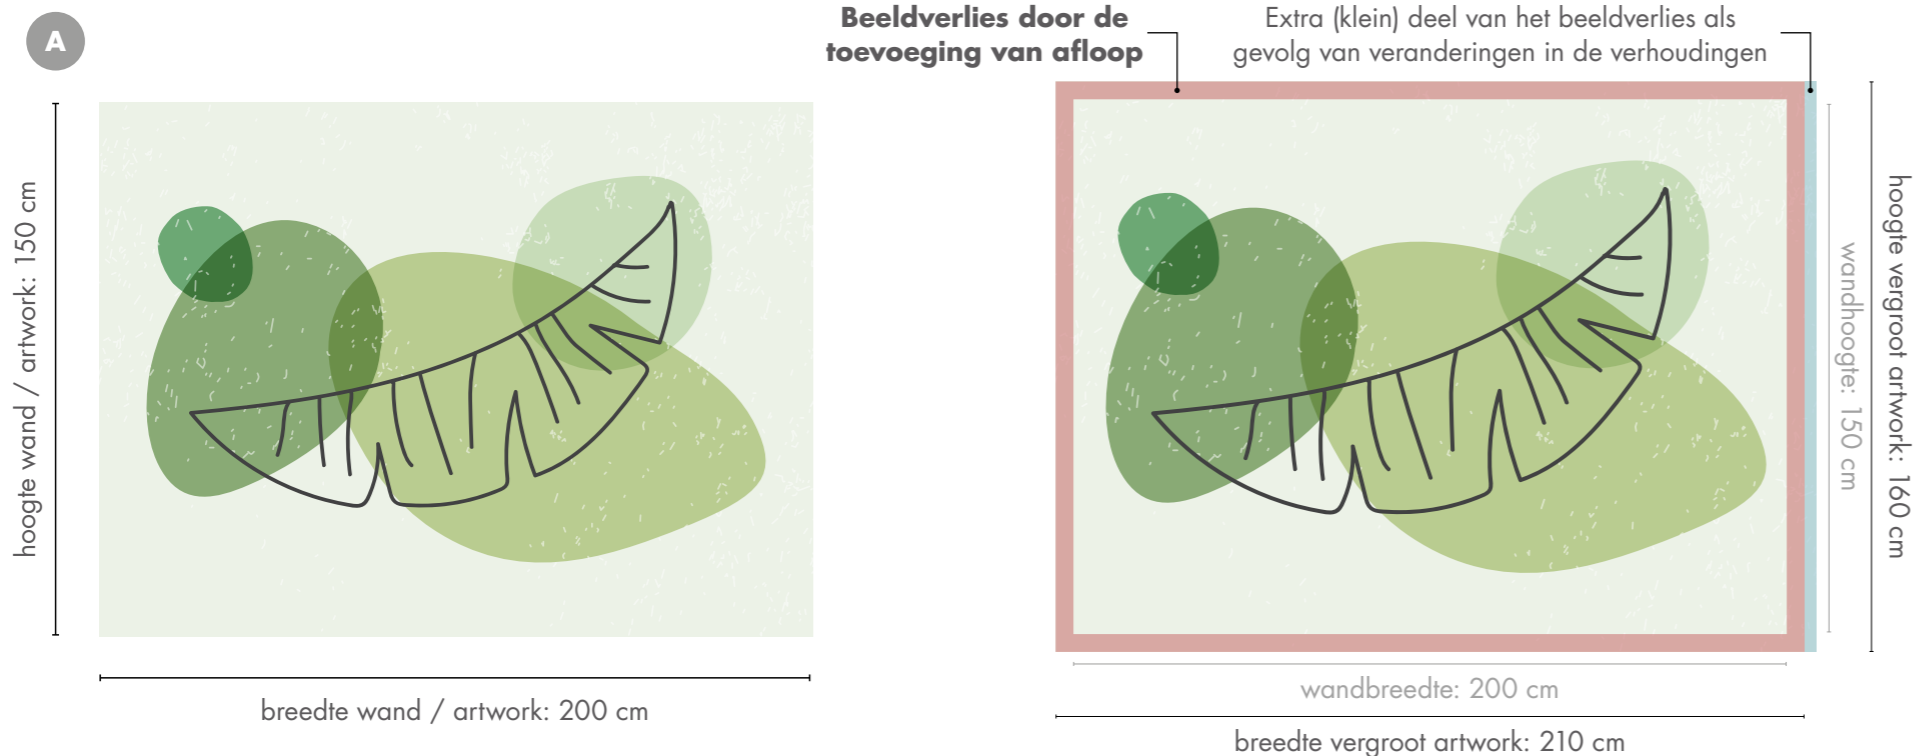 A
hoogte wand / artwork: 150 cm
breedte wand / artwork: 200 cm
Beeldverlies door de
toevoeging van afloop
Extra (klein) deel van het beeldverlies als
gevolg van veranderingen in de verhoudingen
wandhoogte: 150 cm
hoogte vergroot artwork: 160 cm
wandbreedte: 200 cm
breedte vergroot artwork: 210 cm